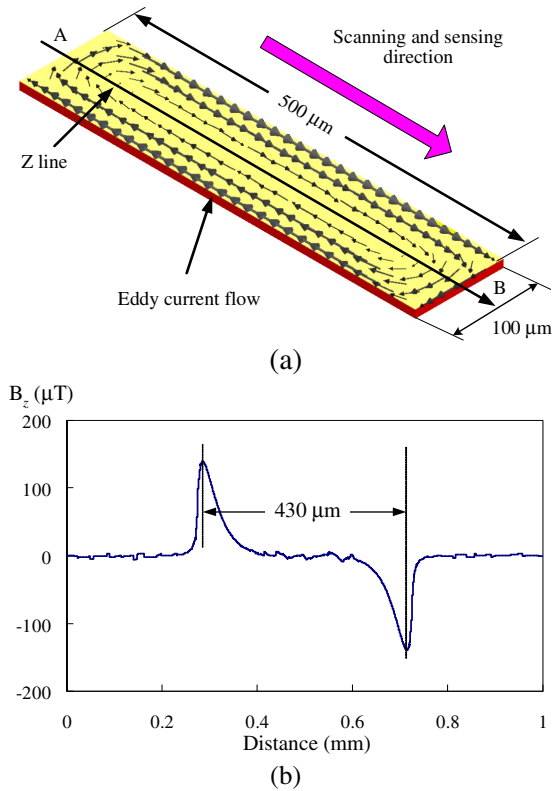 A
Scanning and sensing
direction
500 μm
Z line
Eddy current flow
B
100 μm
(a)
B_z (μT)
200
100
430 μm
0
-100
-200
0
0.2
0.4
0.6
0.8
1
Distance (mm)
(b)